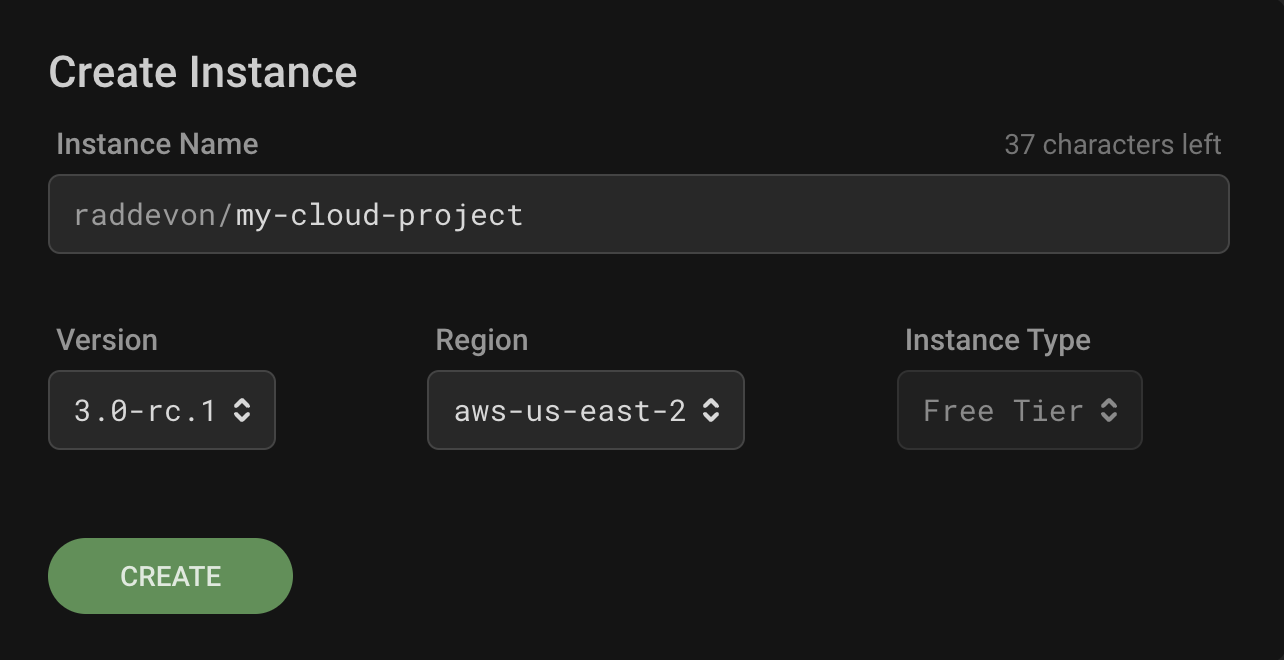 Create Instance
Instance Name 37 characters left
raddevon/my-cloud-project
Version Region Instance Type
3.0-rc.1 aws-us-east-2 Free Tier
CREATE